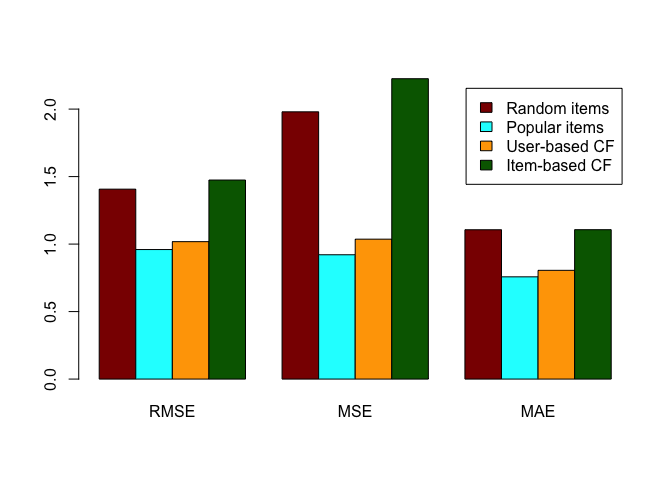 2.0
1.5
1.0
0.5
0.0
Random items
Popular items
User-based CF
Item-based CF
RMSE
MSE
MAE